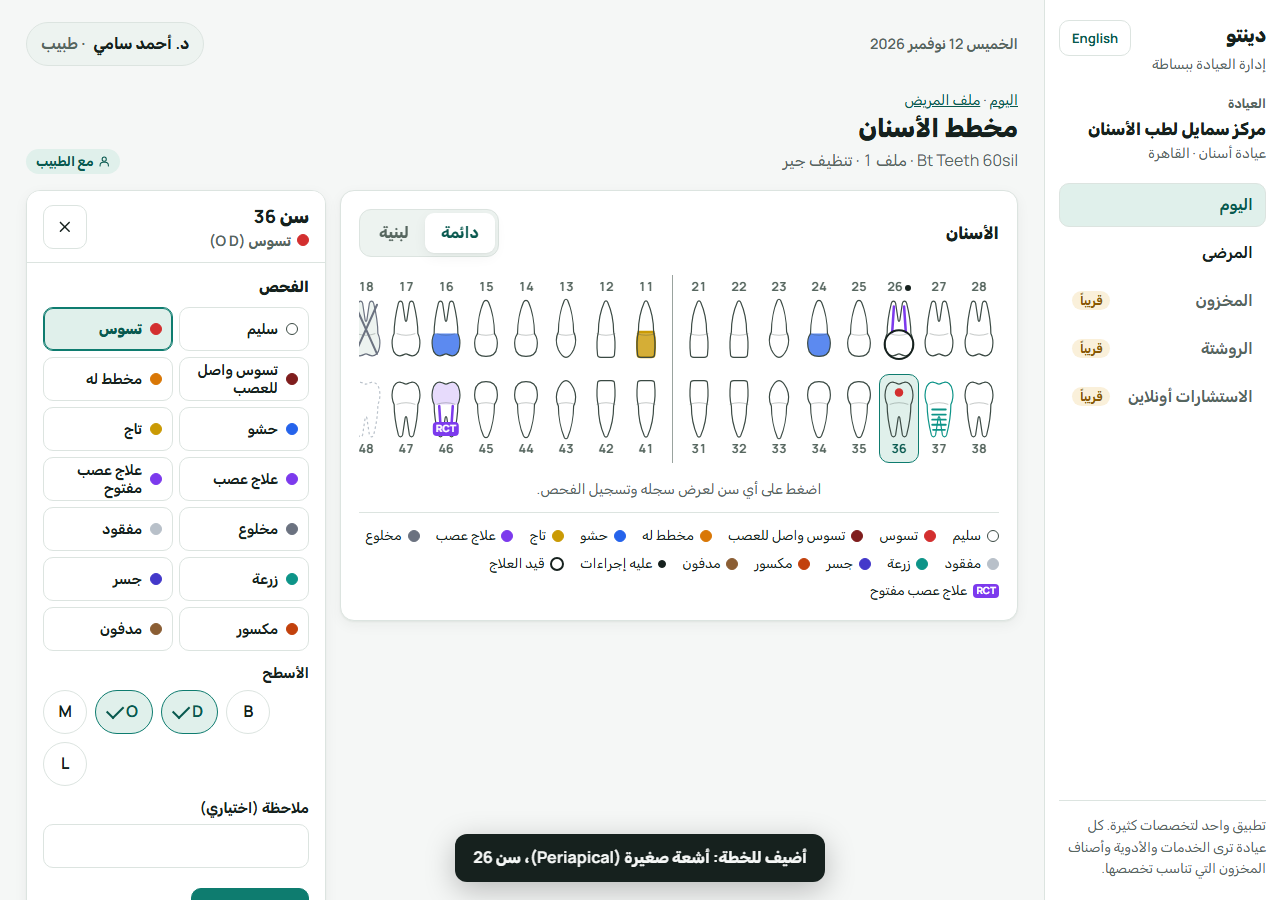 دينتو
English
إدارة العيادة ببساطة
العيادة
مركز سمايل لطب الأسنان
عيادة أسنان · القاهرة
اليوم
المرضى
المخزون
قريباً
الروشتة
قريباً
الاستشارات أونلاين
قريباً
تطبيق واحد لتخصصات كثيرة. كل
عيادة ترى الخدمات والأدوية وأصناف
المخزون التي تناسب تخصصها.
الخميس 12 نوفمبر 2026
د. أحمد سامي · طبيب
اليوم · ملف المريض
مخطط الأسنان
Bt Teeth 60sil · ملف 1 · تنظيف جير
مع الطبيب
الأسنان
دائمة
لبنية
18 17 16 15 14 13 12 11 21 22 23 24 25 26 27 28
RCT
48 47 46 45 44 43 42 41 31 32 33 34 35 36 37 38
اضغط على أي سن لعرض سجله وتسجيل الفحص.
سليم تسوس تسوس واصل للعصب مخطط له حشو تاج علاج عصب مخلوع
مفقود زرعة جسر مكسور مدفون عليه إجراءات قيد العلاج
RCT علاج عصب مفتوح
سن 36
تسوس (O D)
الفحص
سليم
تسوس
تسوس واصل
للعصب
مخطط له
حشو
تاج
علاج عصب
علاج عصب
مفتوح
مخلوع
مفقود
زرعة
جسر
مكسور
مدفون
الأسطح
M O D B
L
ملاحظة (اختياري)
أضيف للخطة: أشعة صغيرة (Periapical)، سن 26